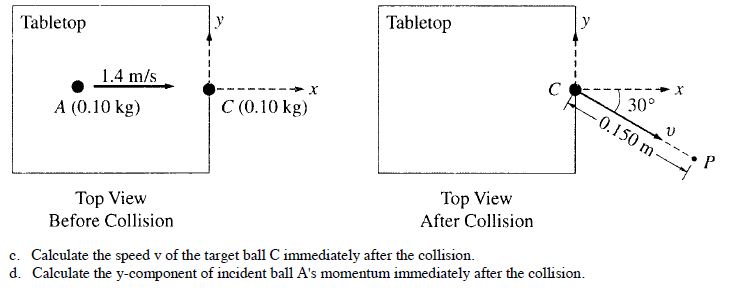 Tabletop
y
1.4 m/s
x
A (0.10 kg)
C (0.10 kg)
Top View
Before Collision
Tabletop
y
C
x
30°
0.150 m
υ
P
Top View
After Collision
c. Calculate the speed v of the target ball C immediately after the collision.
d. Calculate the y-component of incident ball A's momentum immediately after the collision.